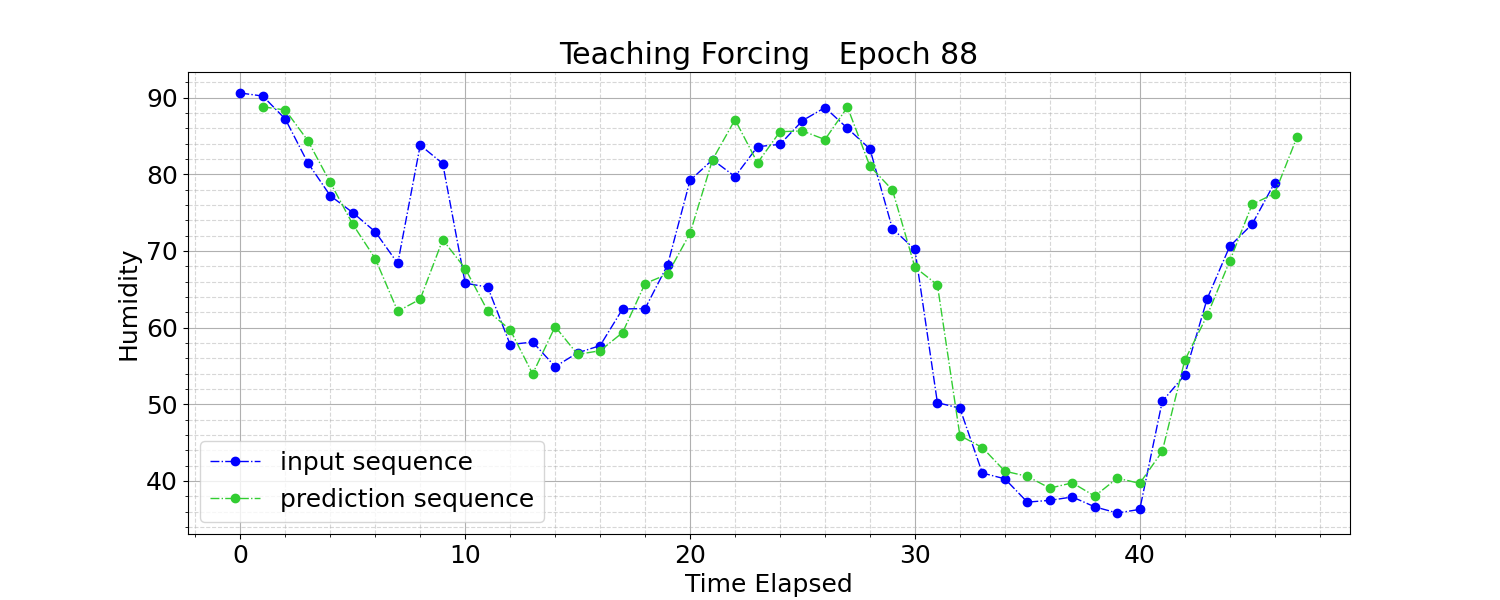 Teaching Forcing   Epoch 88
90
80
70
60
50
40
Humidity
input sequence
prediction sequence
0 10 20 30 40
Time Elapsed